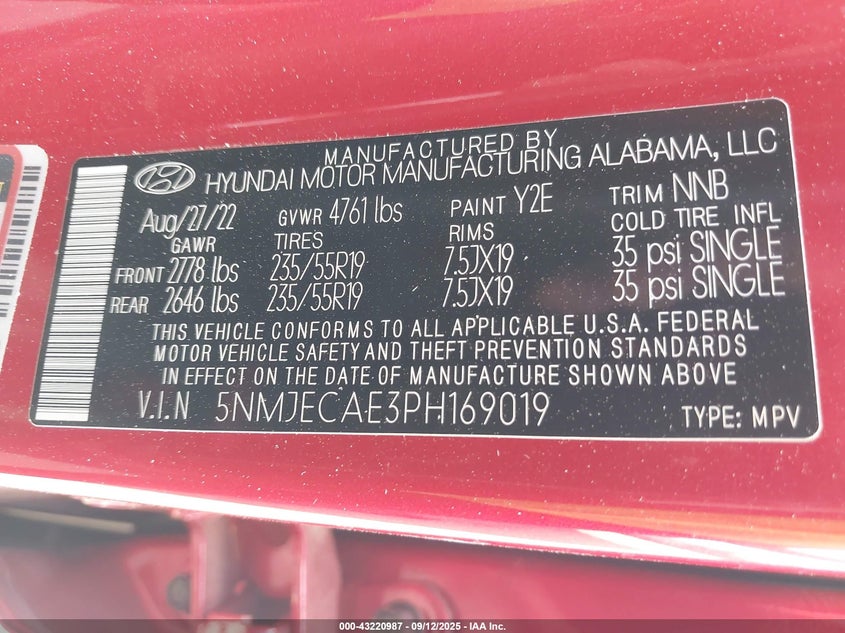 MANUFACTURED BY
HYUNDAI MOTOR MANUFACTURING ALABAMA, LLC
Aug/27/22 GVWR 4761 lbs PAINT Y2E TRIM NNB
GAWR TIRES RIMS COLD TIRE INFL
FRONT 2778 lbs 235/55R19 7.5JX19 35 psi SINGLE
REAR 2646 lbs 235/55R19 7.5JX19 35 psi SINGLE
THIS VEHICLE CONFORMS TO ALL APPLICABLE U.S.A. FEDERAL
MOTOR VEHICLE SAFETY AND THEFT PREVENTION STANDARDS
IN EFFECT ON THE DATE OF MANUFACTURE SHOWN ABOVE
V.I.N 5NMJECAE3PH169019 TYPE: MPV
000-43220987 - 09/12/2025 - IAA Inc.